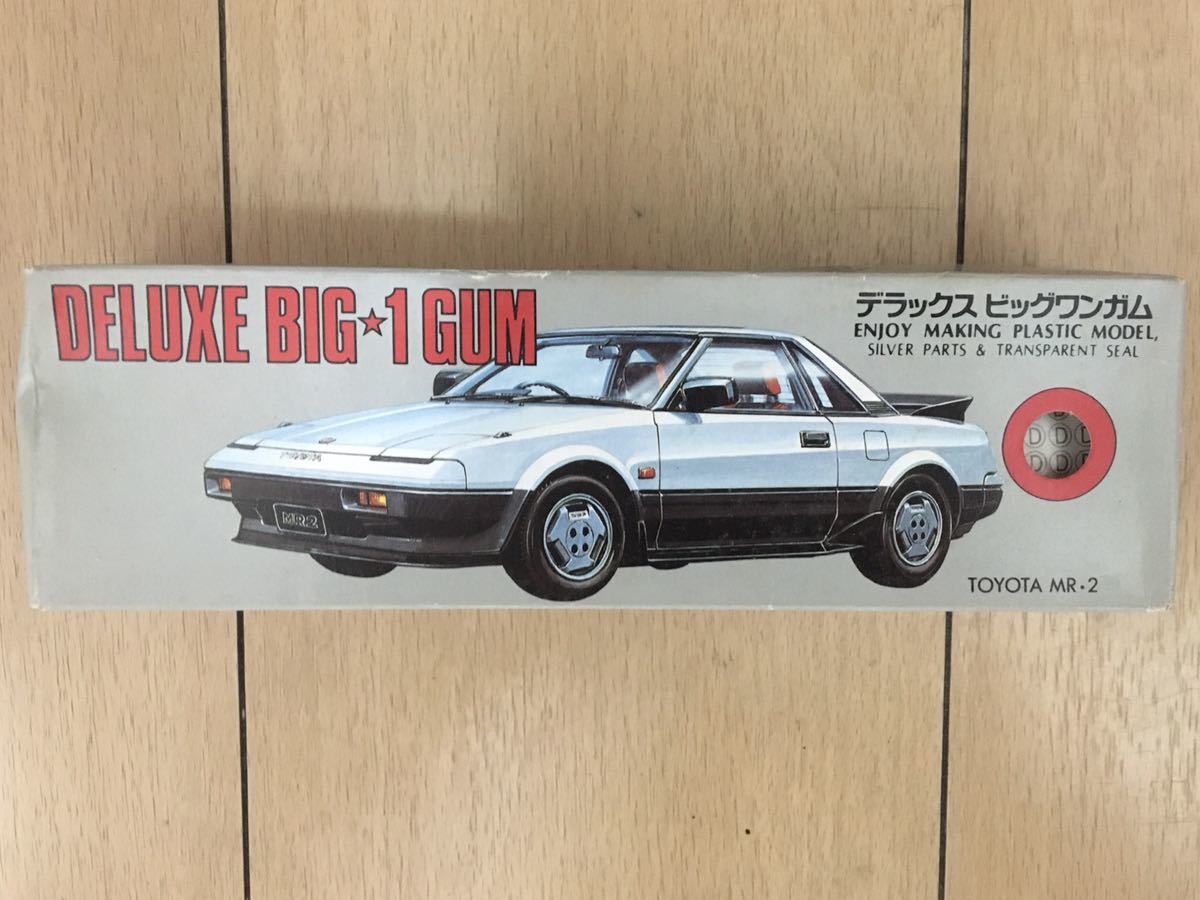 DELUXE BIG★1 GUM
デラックス ビッグワンガム
ENJOY MAKING PLASTIC MODEL,
SILVER PARTS & TRANSPARENT SEAL
D D D
D D D
MR2
TOYOTA MR・2